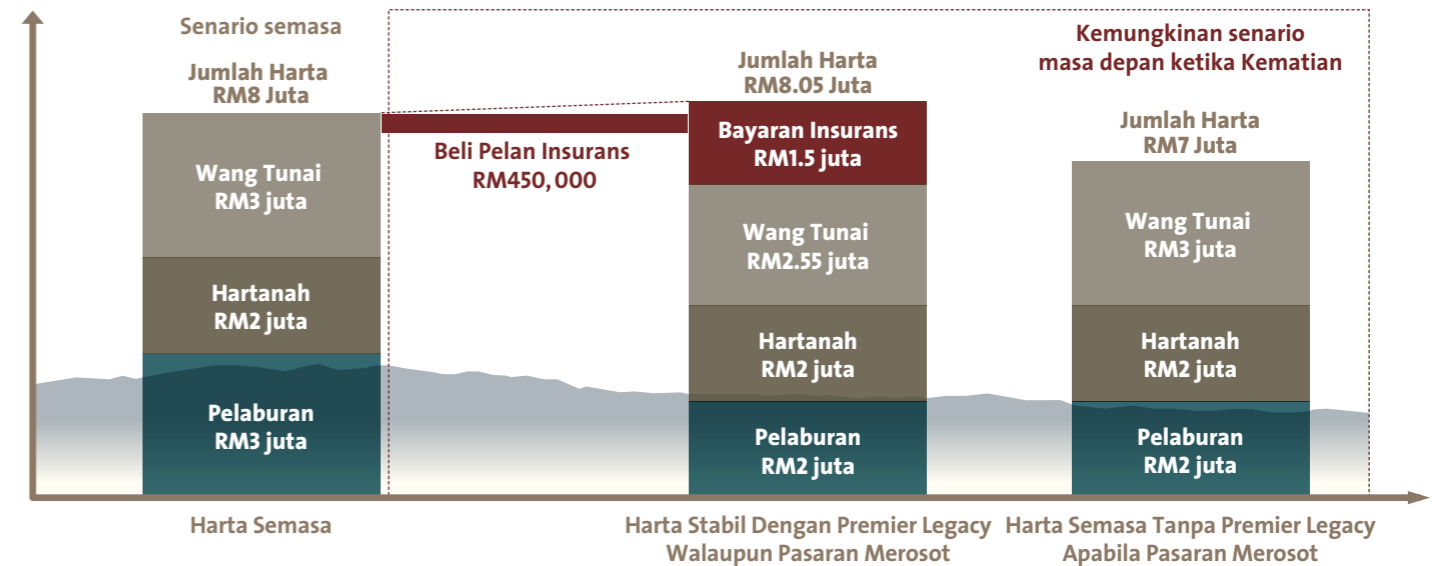 Senario semasa
Jumlah Harta
RM8 Juta
Wang Tunai
RM3 juta
Hartanah
RM2 juta
Pelaburan
RM3 juta
Harta Semasa
Beli Pelan Insurans
RM450,000
Jumlah Harta
RM8.05 Juta
Bayaran Insurans
RM1.5 juta
Wang Tunai
RM2.55 juta
Hartanah
RM2 juta
Pelaburan
RM2 juta
Harta Stabil Dengan Premier Legacy
Walaupun Pasaran Merosot
Kemungkinan senario
masa depan ketika Kematian
Jumlah Harta
RM7 Juta
Wang Tunai
RM3 juta
Hartanah
RM2 juta
Pelaburan
RM2 juta
Harta Semasa Tanpa Premier Legacy
Apabila Pasaran Merosot